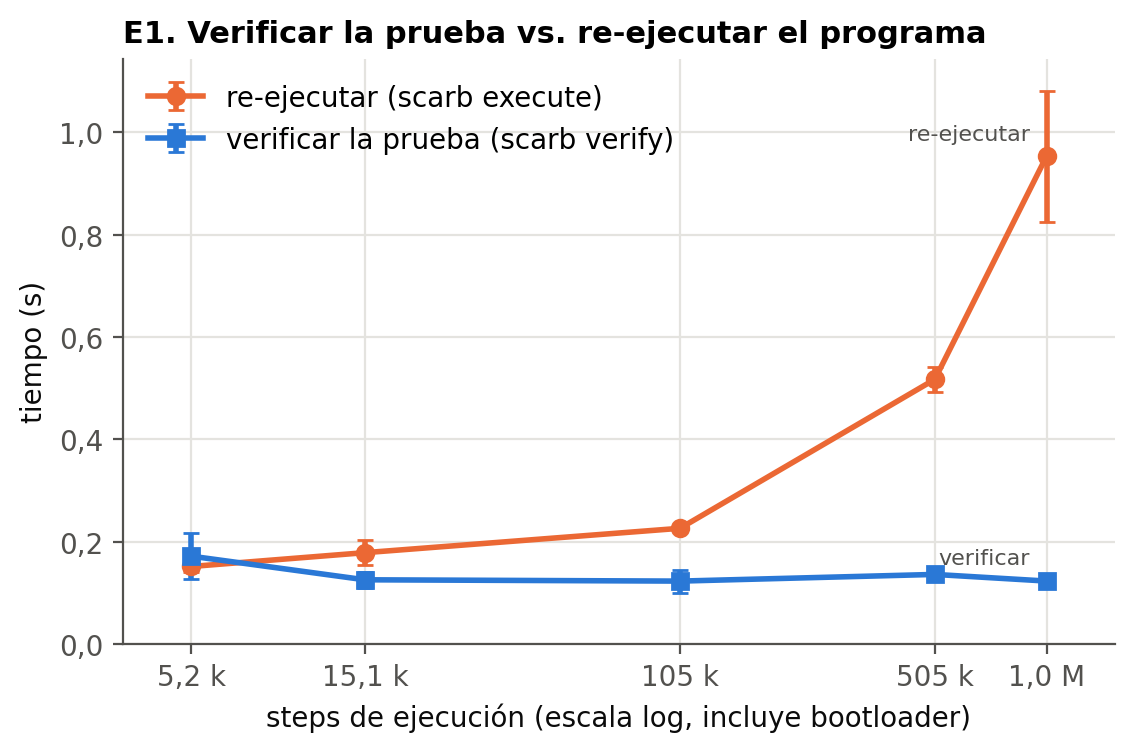 E1. Verificar la prueba vs. re-ejecutar el programa
re-ejecutar (scarb execute)
verificar la prueba (scarb verify)
re-ejecutar
verificar
tiempo (s)
1,0
0,8
0,6
0,4
0,2
0,0
5,2 k 15,1 k 105 k 505 k 1,0 M
steps de ejecución (escala log, incluye bootloader)